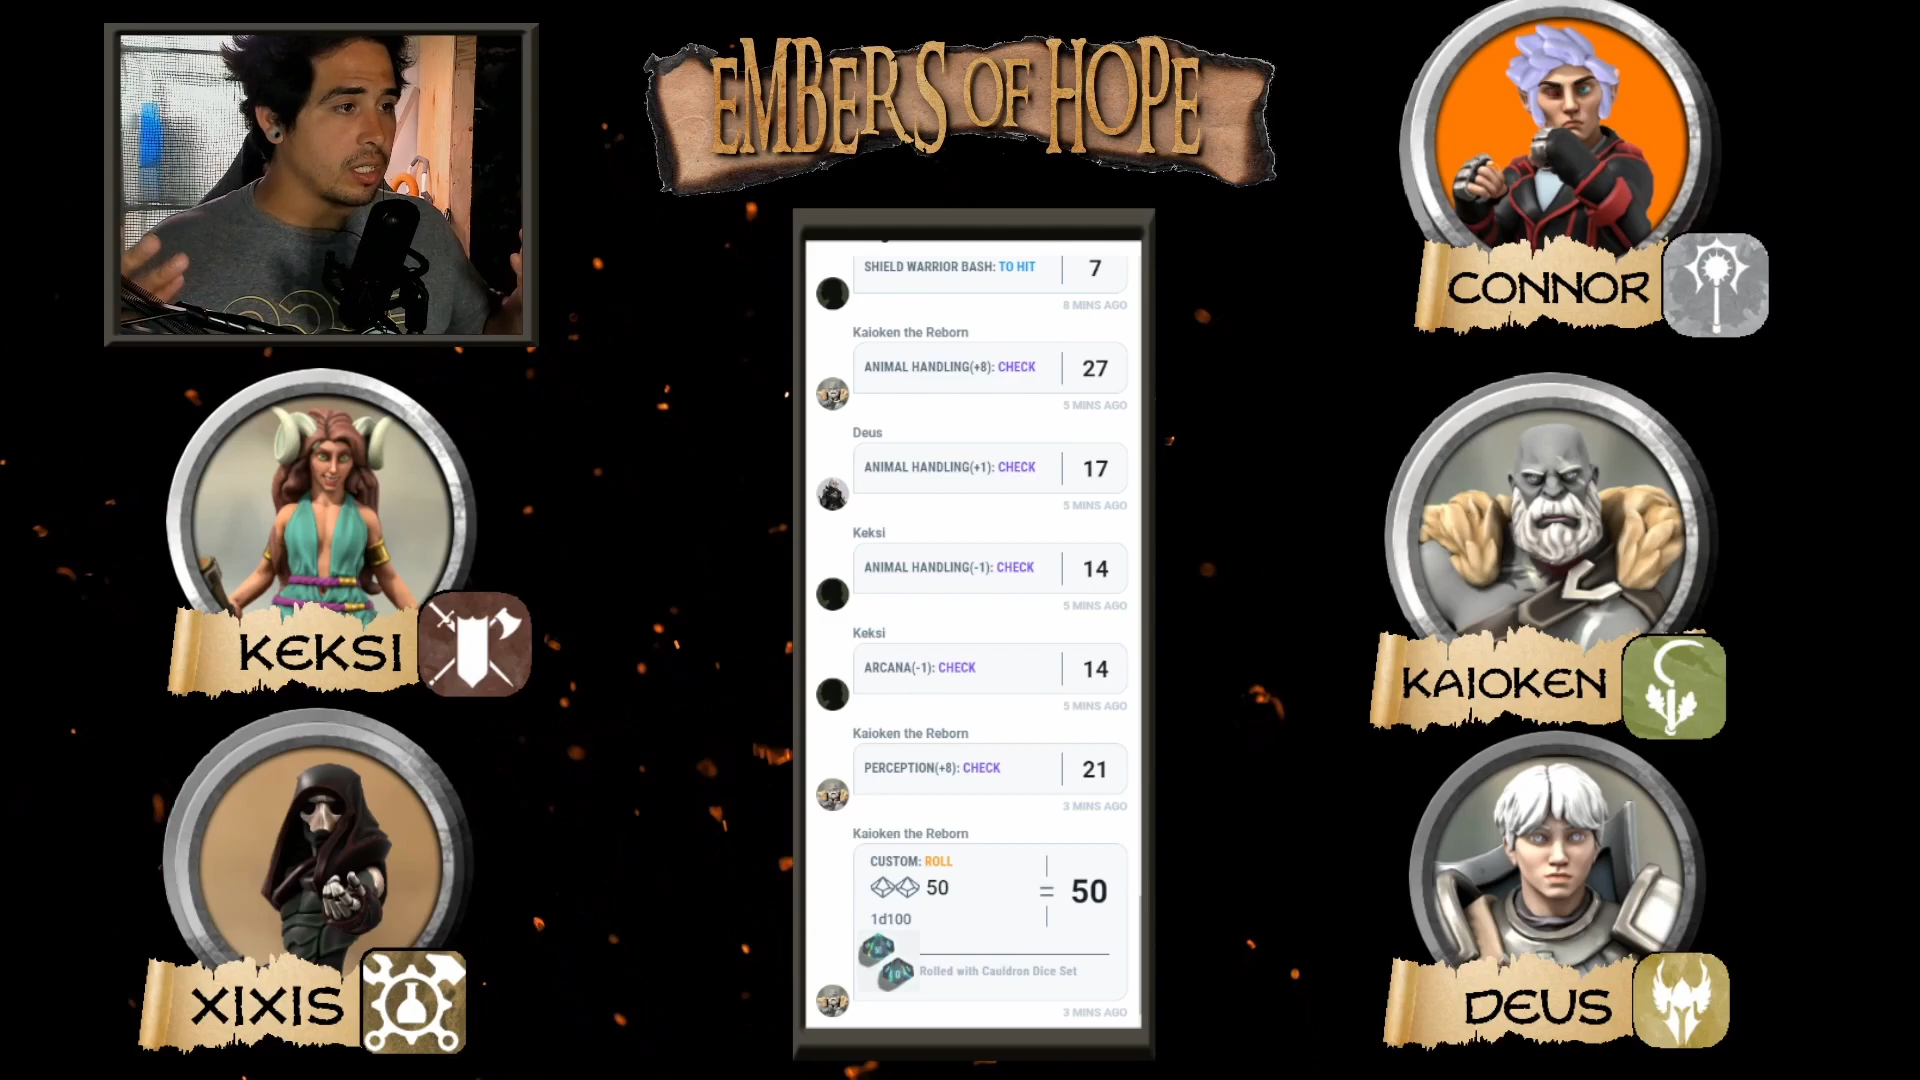 EMBERS OF HOPE
CONNOR
KEKSI
KAIOKEN
XIXIS
DEUS
SHIELD WARRIOR BASH: TO HIT 7
8 MINS AGO
Kaioken the Reborn
ANIMAL HANDLING(+8): CHECK 27
5 MINS AGO
Deus
ANIMAL HANDLING(+1): CHECK 17
5 MINS AGO
Keksi
ANIMAL HANDLING(-1): CHECK 14
5 MINS AGO
Keksi
ARCANA(-1): CHECK 14
5 MINS AGO
Kaioken the Reborn
PERCEPTION(+8): CHECK 21
3 MINS AGO
Kaioken the Reborn
CUSTOM: ROLL
50 = 50
1d100
Rolled with Cauldron Dice Set
3 MINS AGO